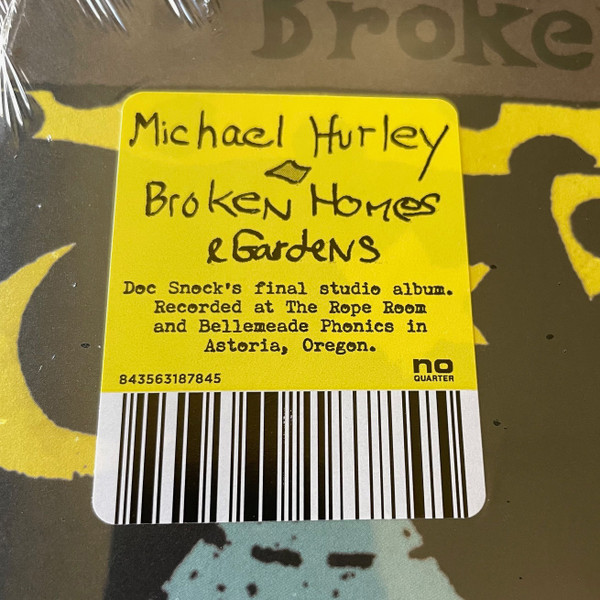 Broke
Michael Hurley
Broken Homes
& Gardens
Doc Snock's final studio album.
Recorded at The Rope Room
and Bellemeade Phonics in
Astoria, Oregon.
843563187845
no
QUARTER